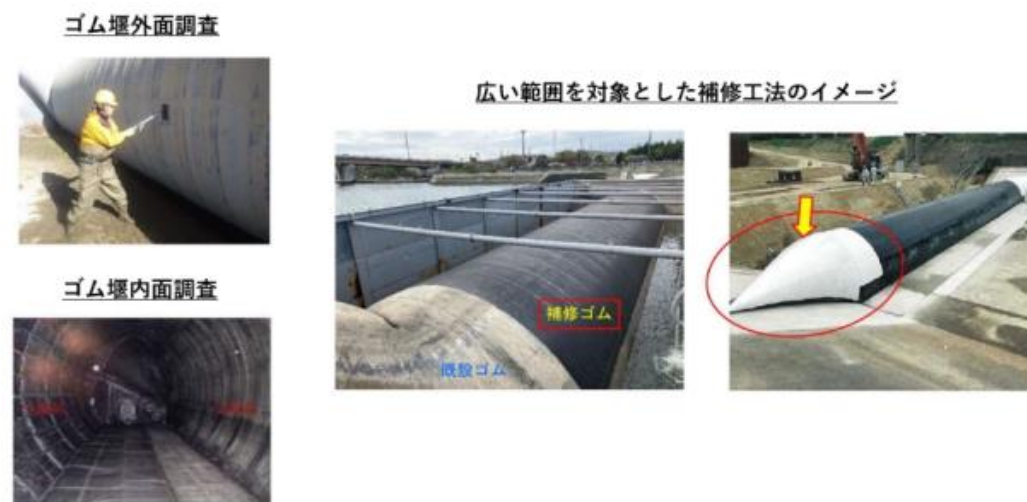 ゴム堰外面調査
広い範囲を対象とした補修工法のイメージ
補修ゴム
既設ゴム
ゴム堰内面調査